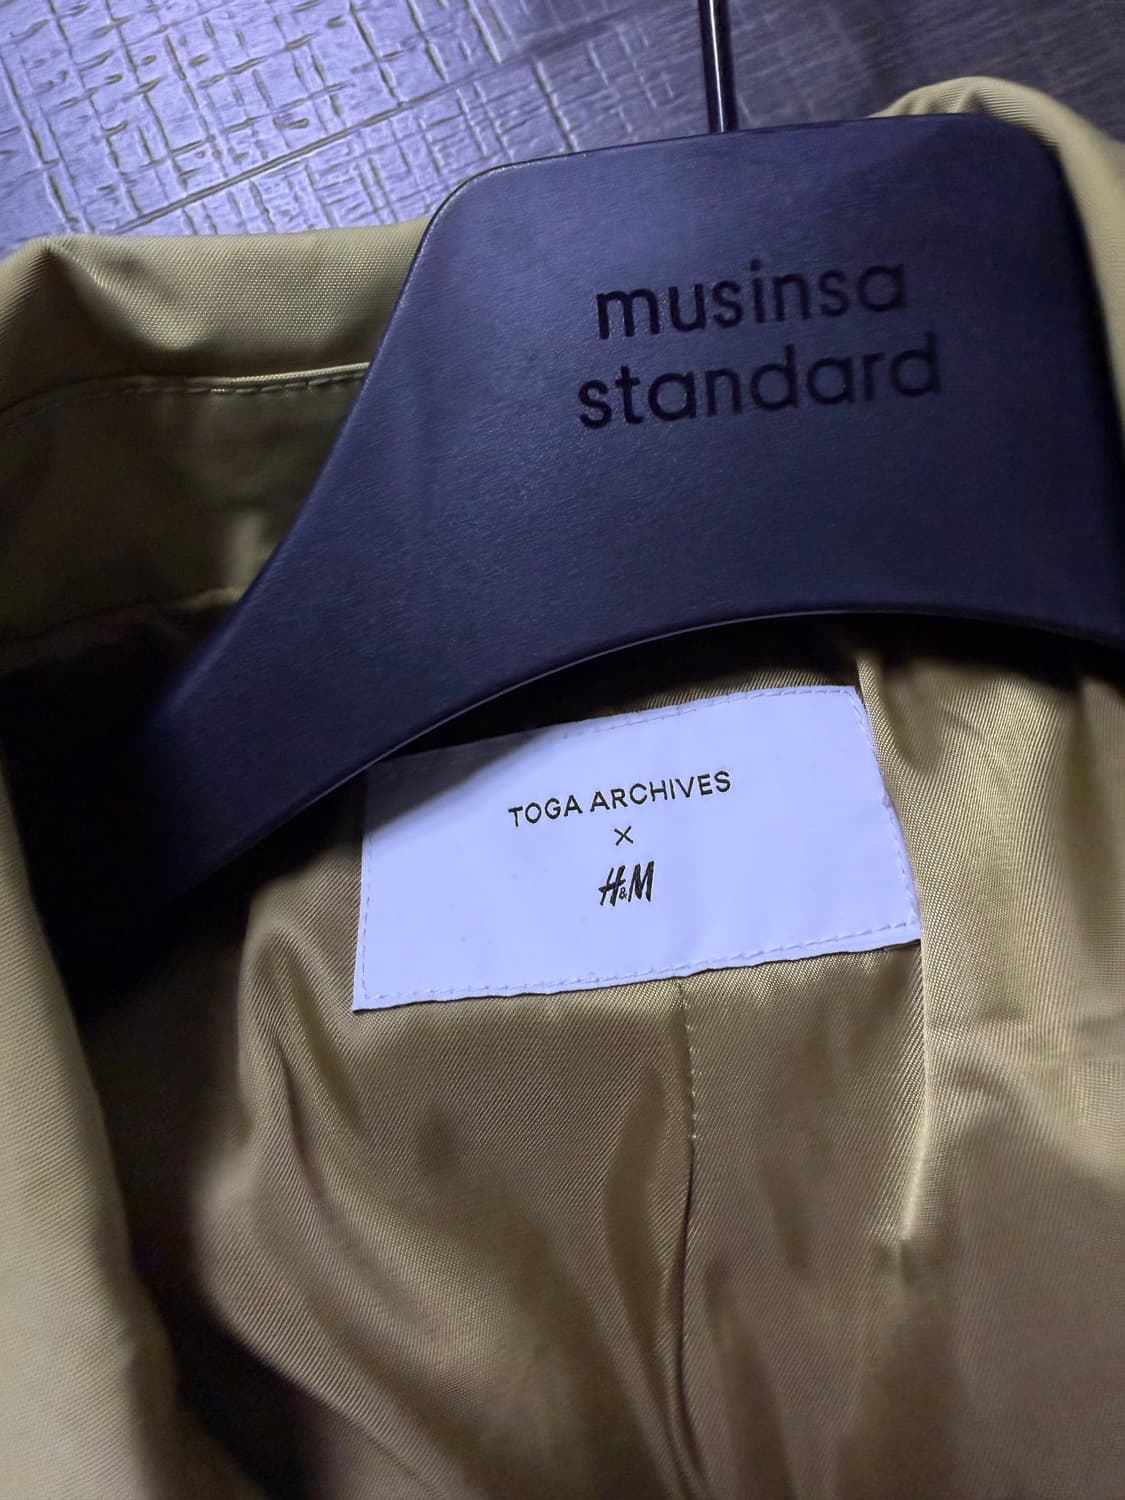 musinsa
standard
TOGA ARCHIVES
×
H&M